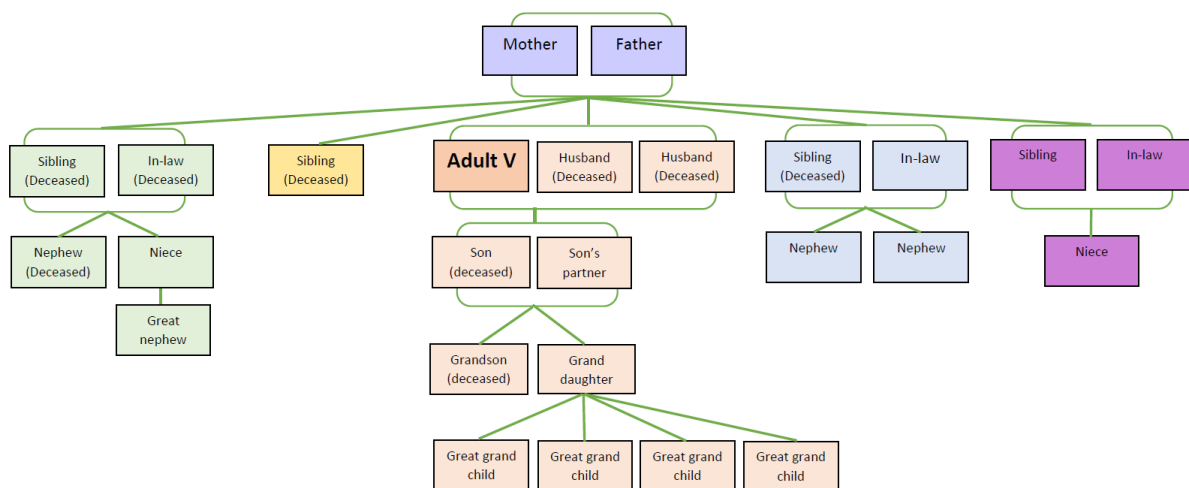 Mother
Father
Sibling
(Deceased)
In-law
(Deceased)
Sibling
(Deceased)
Adult V
Husband
(Deceased)
Husband
(Deceased)
Sibling
(Deceased)
In-law
Sibling
In-law
Nephew
(Deceased)
Niece
Son
(deceased)
Son's
partner
Nephew
Nephew
Niece
Great
nephew
Grandson
(deceased)
Grand
daughter
Great grand
child
Great grand
child
Great grand
child
Great grand
child